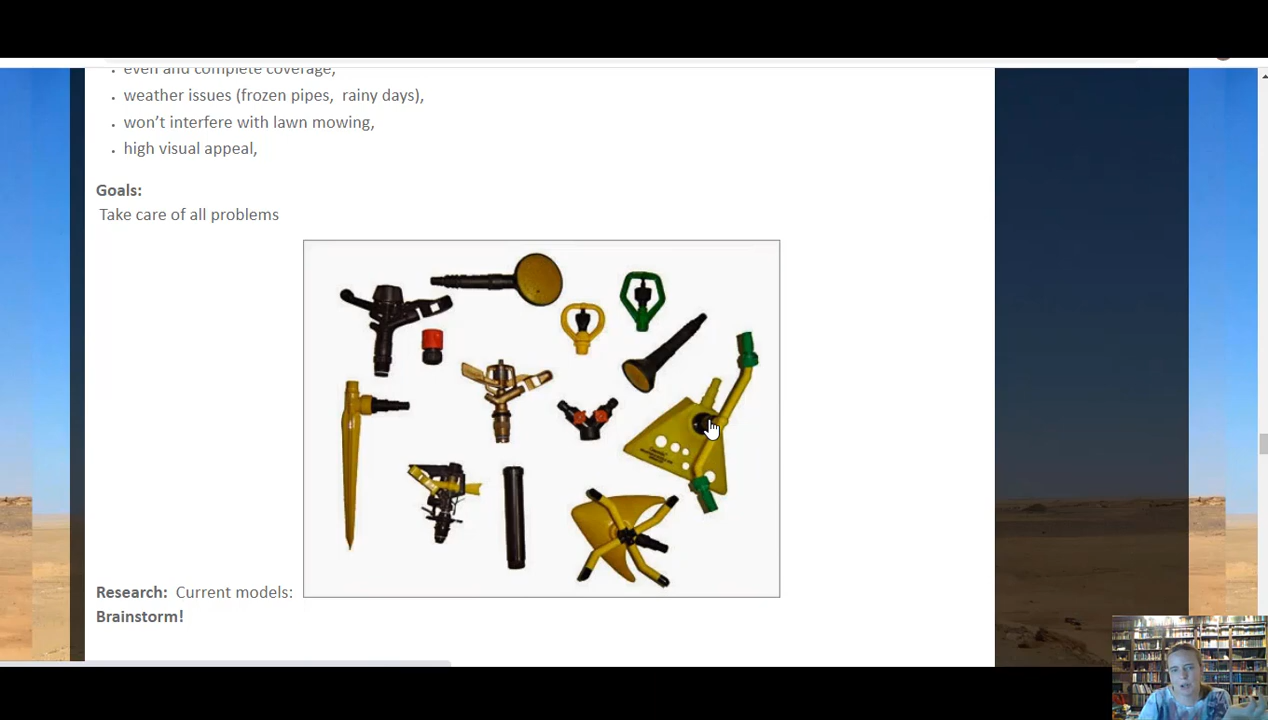 even and complete coverage,
weather issues (frozen pipes, rainy days),
won’t interfere with lawn mowing,
high visual appeal,
Goals:
Take care of all problems
Research: Current models:
Brainstorm!